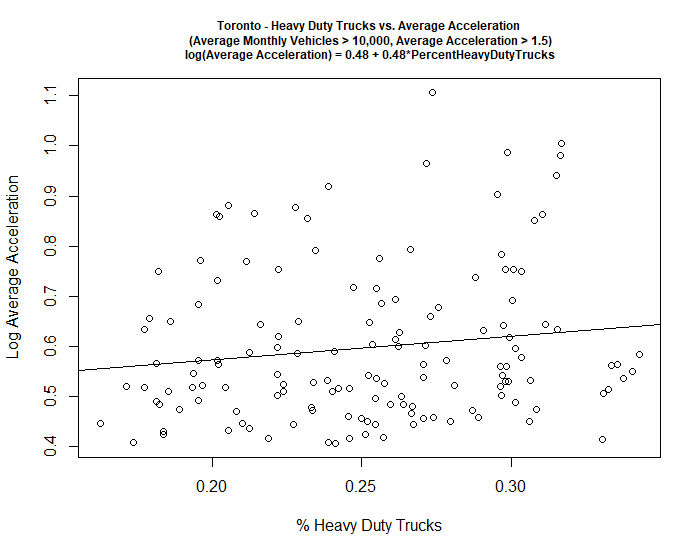 Toronto - Heavy Duty Trucks vs. Average Acceleration
(Average Monthly Vehicles > 10,000, Average Acceleration > 1.5)
log(Average Acceleration) = 0.48 + 0.48*PercentHeavyDutyTrucks
Log Average Acceleration
1.1
1.0
0.9
0.8
0.7
0.6
0.5
0.4
0.20 0.25 0.30
% Heavy Duty Trucks